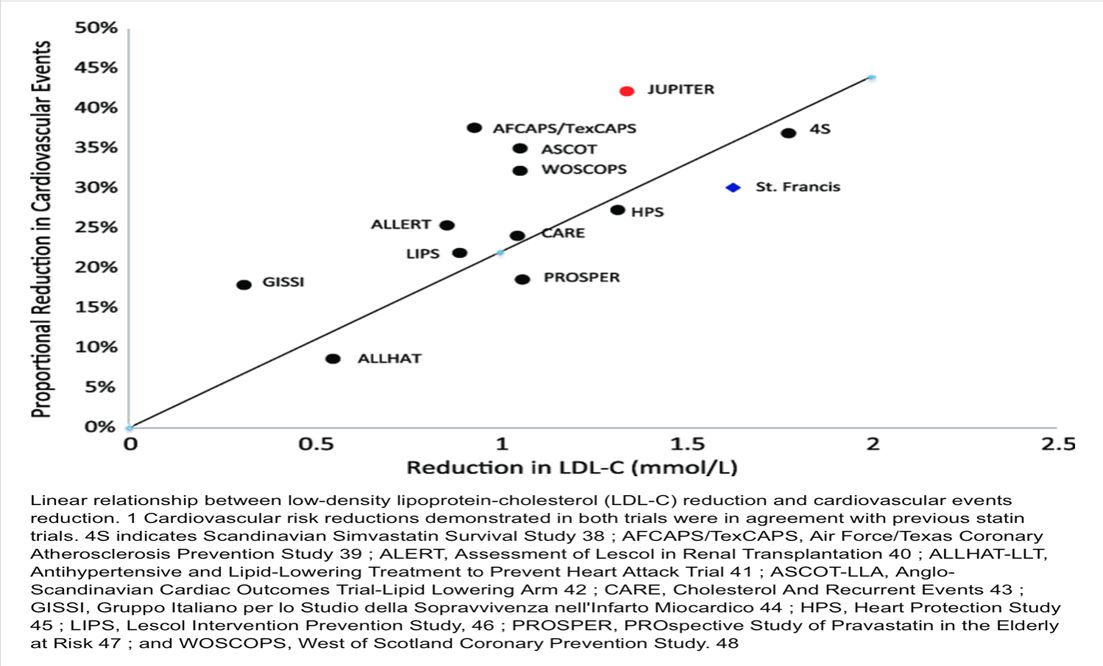 50%
45%
40%
35%
30%
25%
20%
15%
10%
5%
0%
Proportional Reduction in Cardiovascular Events
JUPITER
AFCAPS/TexCAPS
4S
ASCOT
WOSCOPS
St. Francis
HPS
ALLERT
CARE
LIPS
PROSPER
GISSI
ALLHAT
0 0.5 1 1.5 2 2.5
Reduction in LDL-C (mmol/L)
Linear relationship between low-density lipoprotein-cholesterol (LDL-C) reduction and cardiovascular events
reduction. 1 Cardiovascular risk reductions demonstrated in both trials were in agreement with previous statin
trials. 4S indicates Scandinavian Simvastatin Survival Study 38 ; AFCAPS/TexCAPS, Air Force/Texas Coronary
Atherosclerosis Prevention Study 39 ; ALERT, Assessment of Lescol in Renal Transplantation 40 ; ALLHAT-LLT,
Antihypertensive and Lipid-Lowering Treatment to Prevent Heart Attack Trial 41 ; ASCOT-LLA, Anglo-
Scandinavian Cardiac Outcomes Trial-Lipid Lowering Arm 42 ; CARE, Cholesterol And Recurrent Events 43 ;
GISSI, Gruppo Italiano per lo Studio della Sopravvivenza nell'Infarto Miocardico 44 ; HPS, Heart Protection Study
45 ; LIPS, Lescol Intervention Prevention Study, 46 ; PROSPER, PROspective Study of Pravastatin in the Elderly
at Risk 47 ; and WOSCOPS, West of Scotland Coronary Prevention Study. 48